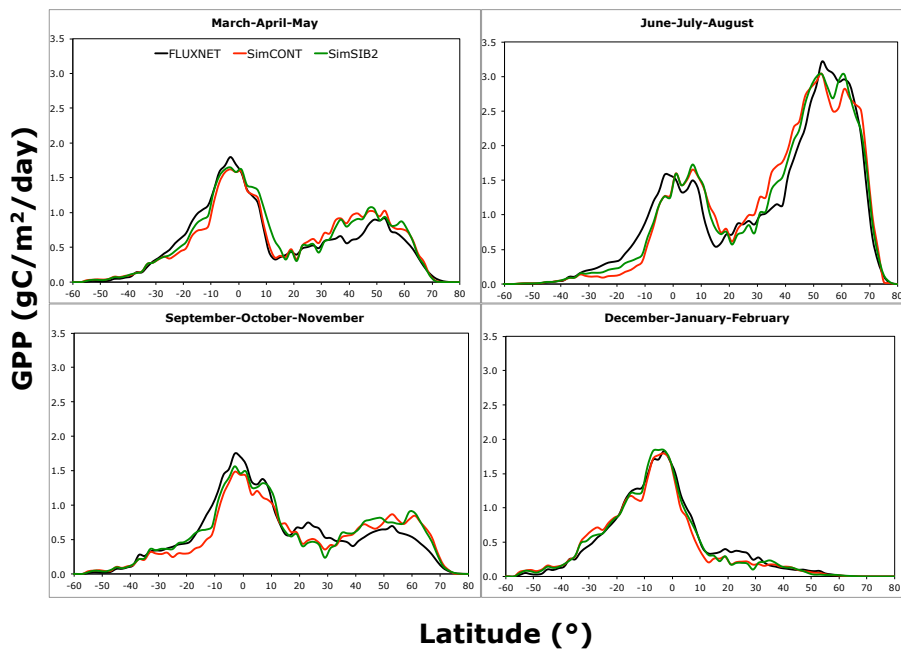 March-April-May
June-July-August
FLUXNET SimCONT SimSIB2
3.5
3.0
2.5
2.0
1.5
1.0
0.5
0.0
-60 -50 -40 -30 -20 -10 0 10 20 30 40 50 60 70 80
3.5
3.0
2.5
2.0
1.5
1.0
0.5
0.0
-60 -50 -40 -30 -20 -10 0 10 20 30 40 50 60 70 80
GPP (gC/m²/day)
September-October-November
December-January-February
3.5
3.0
2.5
2.0
1.5
1.0
0.5
0.0
-60 -50 -40 -30 -20 -10 0 10 20 30 40 50 60 70 80
3.5
3.0
2.5
2.0
1.5
1.0
0.5
0.0
-60 -50 -40 -30 -20 -10 0 10 20 30 40 50 60 70 80
Latitude (°)